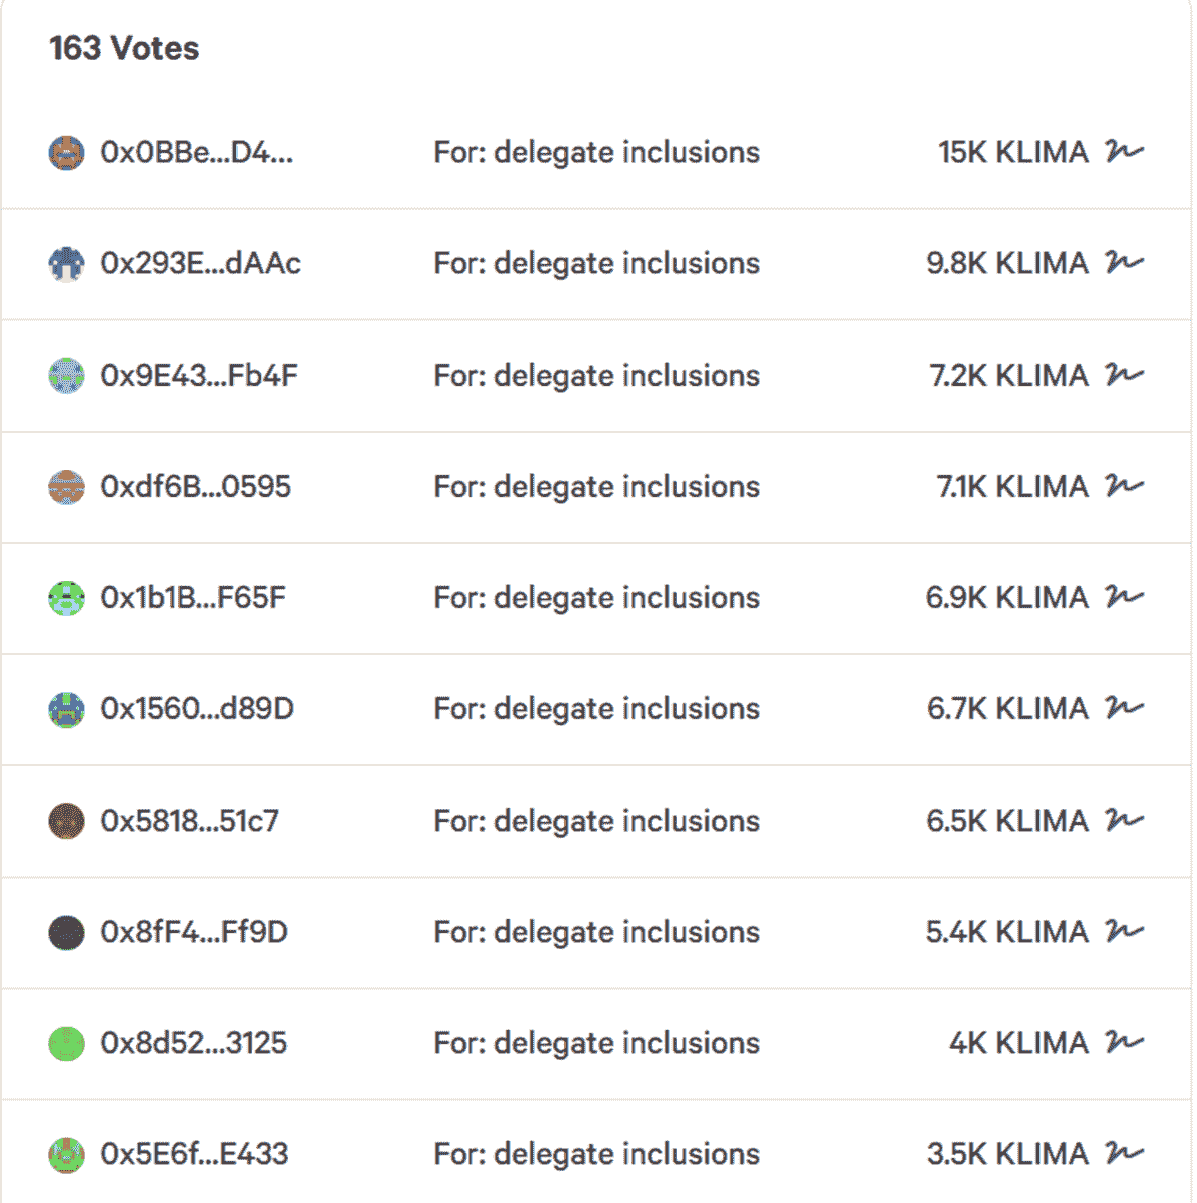 163 Votes
0x0BBe...D4... For: delegate inclusions 15K KLIMA
0x293E...dAAc For: delegate inclusions 9.8K KLIMA
0x9E43...Fb4F For: delegate inclusions 7.2K KLIMA
0xdf6B...0595 For: delegate inclusions 7.1K KLIMA
0x1b1B...F65F For: delegate inclusions 6.9K KLIMA
0x1560...d89D For: delegate inclusions 6.7K KLIMA
0x5818...51c7 For: delegate inclusions 6.5K KLIMA
0x8fF4...Ff9D For: delegate inclusions 5.4K KLIMA
0x8d52...3125 For: delegate inclusions 4K KLIMA
0x5E6f...E433 For: delegate inclusions 3.5K KLIMA